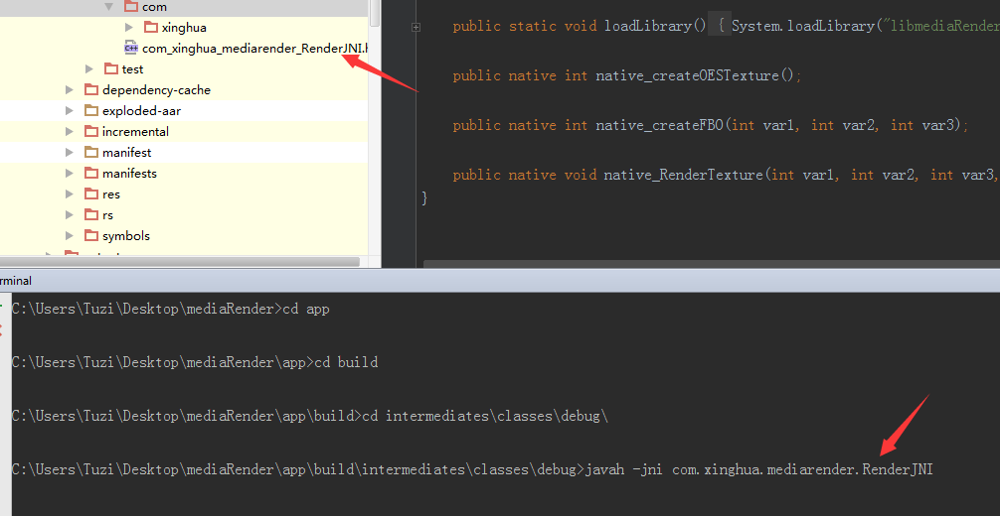 com
xinghua
com_xinghua_mediarender_RenderJNI.h
test
dependency-cache
exploded-aar
incremental
manifest
manifests
res
rs
symbols
public static void loadLibrary() {System.loadLibrary("libmediaRender
public native int native_createOESTexture();
public native int native_createFBO(int var1, int var2, int var3);
public native void native_RenderTexture(int var1, int var2, int var3,
}
rminal
C:\Users\Tuzi\Desktop\mediaRender>cd app
C:\Users\Tuzi\Desktop\mediaRender\app>cd build
C:\Users\Tuzi\Desktop\mediaRender\app\build>cd intermediates\classes\debug\
C:\Users\Tuzi\Desktop\mediaRender\app\build\intermediates\classes\debug>javah -jni com.xinghua.mediarender.RenderJNI